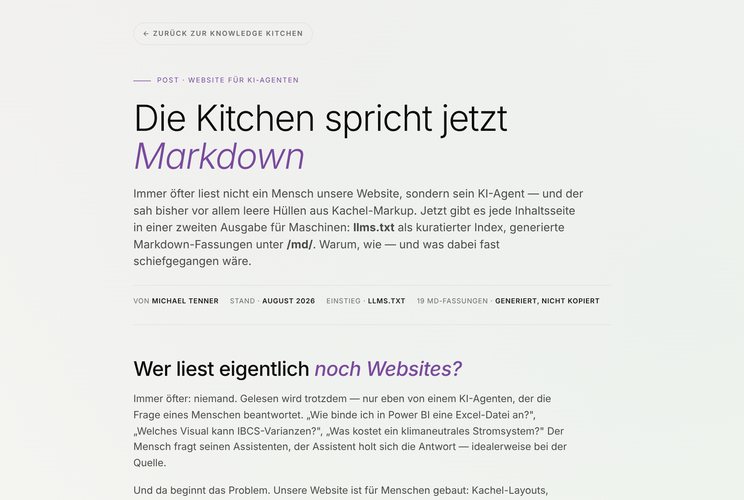 ← ZURÜCK ZUR KNOWLEDGE KITCHEN
POST · WEBSITE FÜR KI-AGENTEN
Die Kitchen spricht jetzt
Markdown
Immer öfter liest nicht ein Mensch unsere Website, sondern sein KI-Agent — und der
sah bisher vor allem leere Hüllen aus Kachel-Markup. Jetzt gibt es jede Inhaltsseite
in einer zweiten Ausgabe für Maschinen: llms.txt als kuratierter Index, generierte
Markdown-Fassungen unter /md/. Warum, wie — und was dabei fast
schiefgegangen wäre.
VON MICHAEL TENNER STAND · AUGUST 2026 EINSTIEG · LLMS.TXT 19 MD-FASSUNGEN · GENERIERT, NICHT KOPIERT
Wer liest eigentlich noch Websites?
Immer öfter: niemand. Gelesen wird trotzdem — nur eben von einem KI-Agenten, der die
Frage eines Menschen beantwortet. „Wie binde ich in Power BI eine Excel-Datei an?",
„Welches Visual kann IBCS-Varianzen?", „Was kostet ein klimaneutrales Stromsystem?" Der
Mensch fragt seinen Assistenten, der Assistent holt sich die Antwort — idealerweise bei der
Quelle.
Und da beginnt das Problem. Unsere Website ist für Menschen gebaut: Kachel-Layouts,